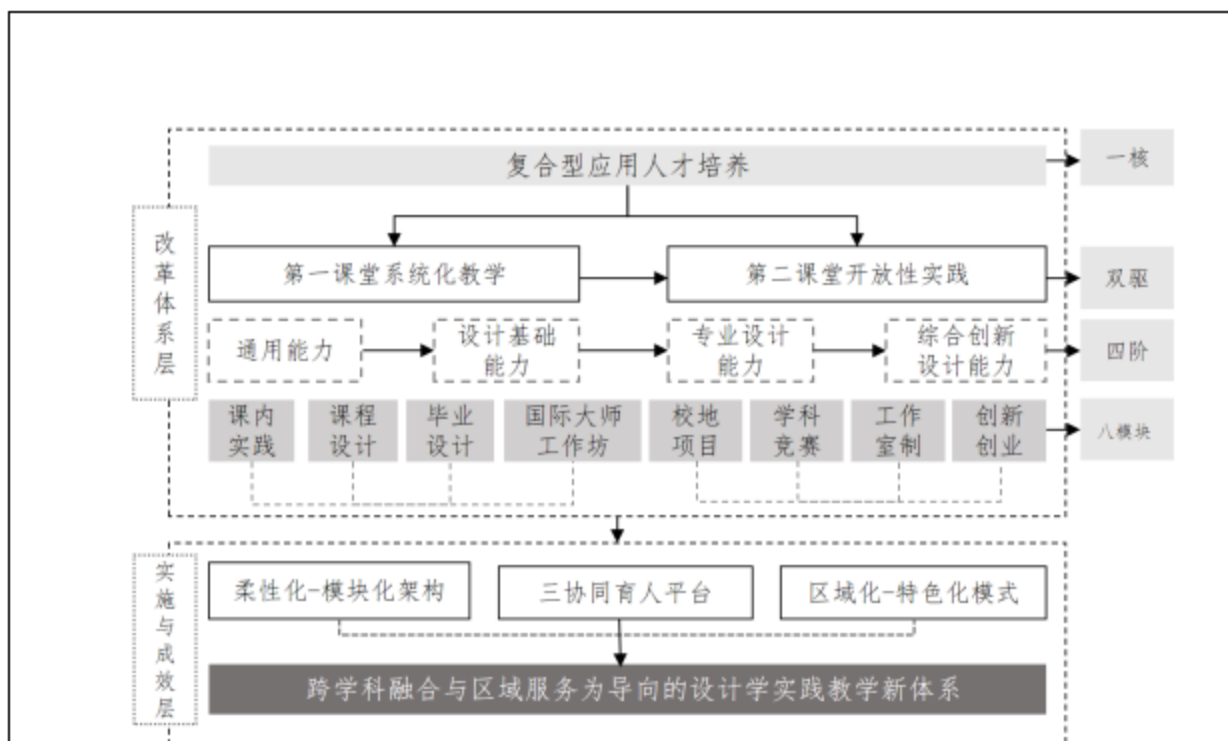 复合型应用人才培养
一核
改革体系层
第一课堂系统化教学
第二课堂开放性实践
双驱
通用能力
设计基础
能力
专业设计
能力
综合创新
设计能力
四阶
课内
实践
课程
设计
毕业
设计
国际大师
工作坊
校地
项目
学科
竞赛
工作
室制
创新
创业
八模块
实施与成效层
柔性化-模块化架构
三协同育人平台
区域化-特色化模式
跨学科融合与区域服务为导向的设计学实践教学新体系